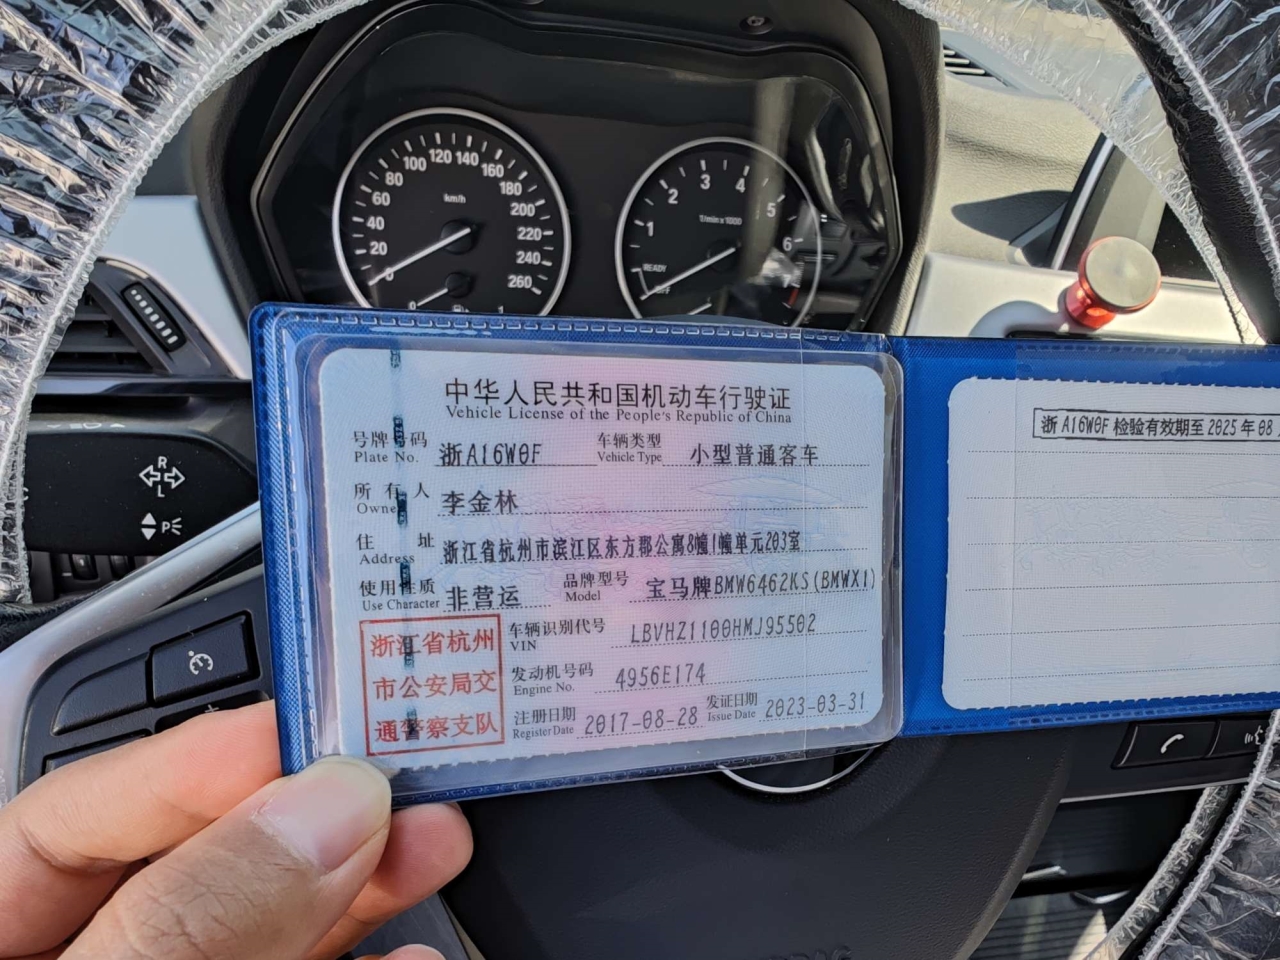 20 40 60 80 100 120 140 160 180 200 220 240 260
km/h
0
1 2 3 4 5 6
1/min x 1000
READY
OFF
R
L
P
中华人民共和国机动车行驶证
Vehicle License of the People's Republic of China
号牌号码 浙A16W0F 车辆类型 小型普通客车
Plate No. Vehicle Type
所有人 李金林
Owner
住址 浙江省杭州市滨江区东方郡公寓8幢1幢单元203室
Address
使用性质 非营运 品牌型号 宝马牌BMW6462KS(BMWX1)
Use Character Model
浙江省杭州
市公安局交
通警察支队
车辆识别代号 LBVHZ1100HMJ95502
VIN
发动机号码 4956E174
Engine No.
注册日期 2017-08-28 发证日期 2023-03-31
Register Date Issue Date
浙A16W0F 检验有效期至 2025 年 08